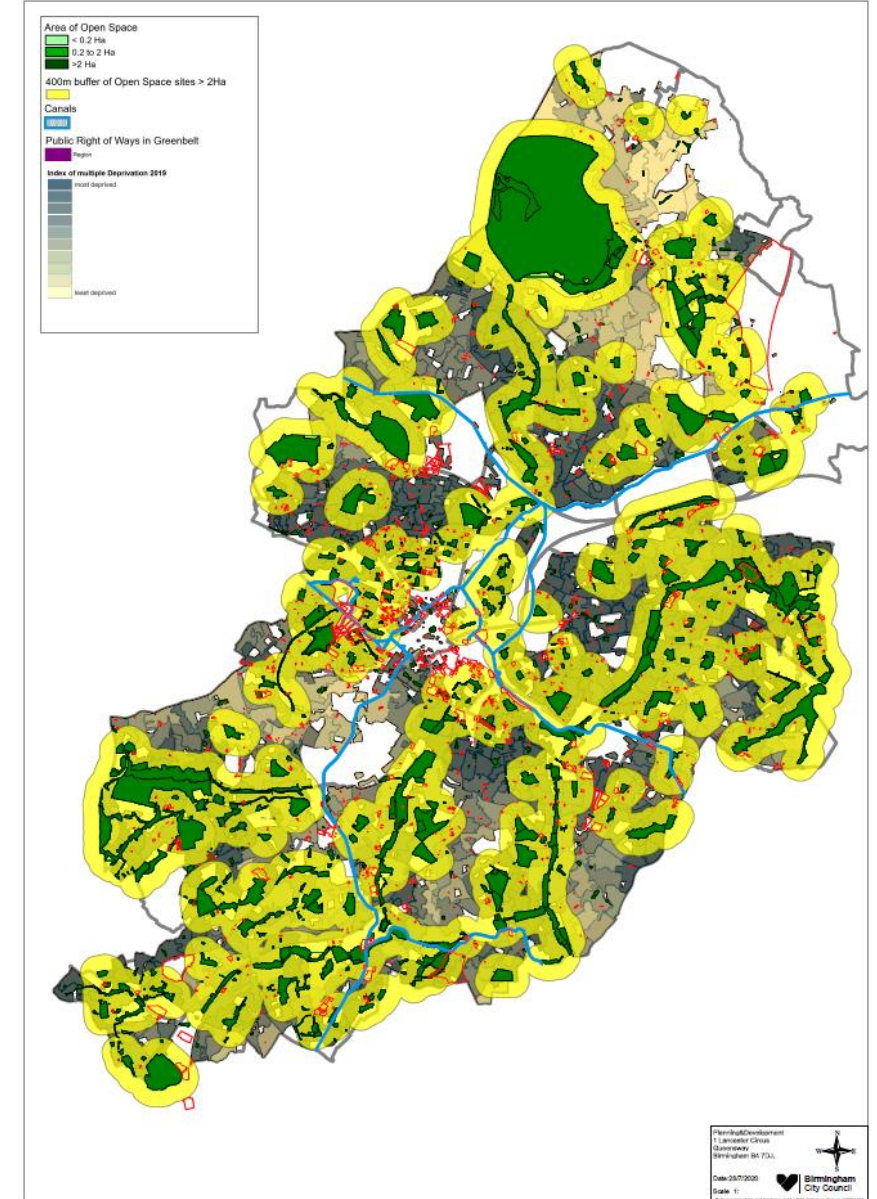 Area of Open Space
< 0.2 Ha
0.2 to 2 Ha
>2 Ha
400m buffer of Open Space sites > 2Ha
Canals
Public Right of Ways in Greenbelt
Region
Index of multiple Deprivation 2019
most deprived
least deprived
Planning&Development
1 Lancaster Circus
Queensway
Birmingham B4 7DJ.
N
W E
S
Date:28/7/2020
Scale 1:
Birmingham
City Council